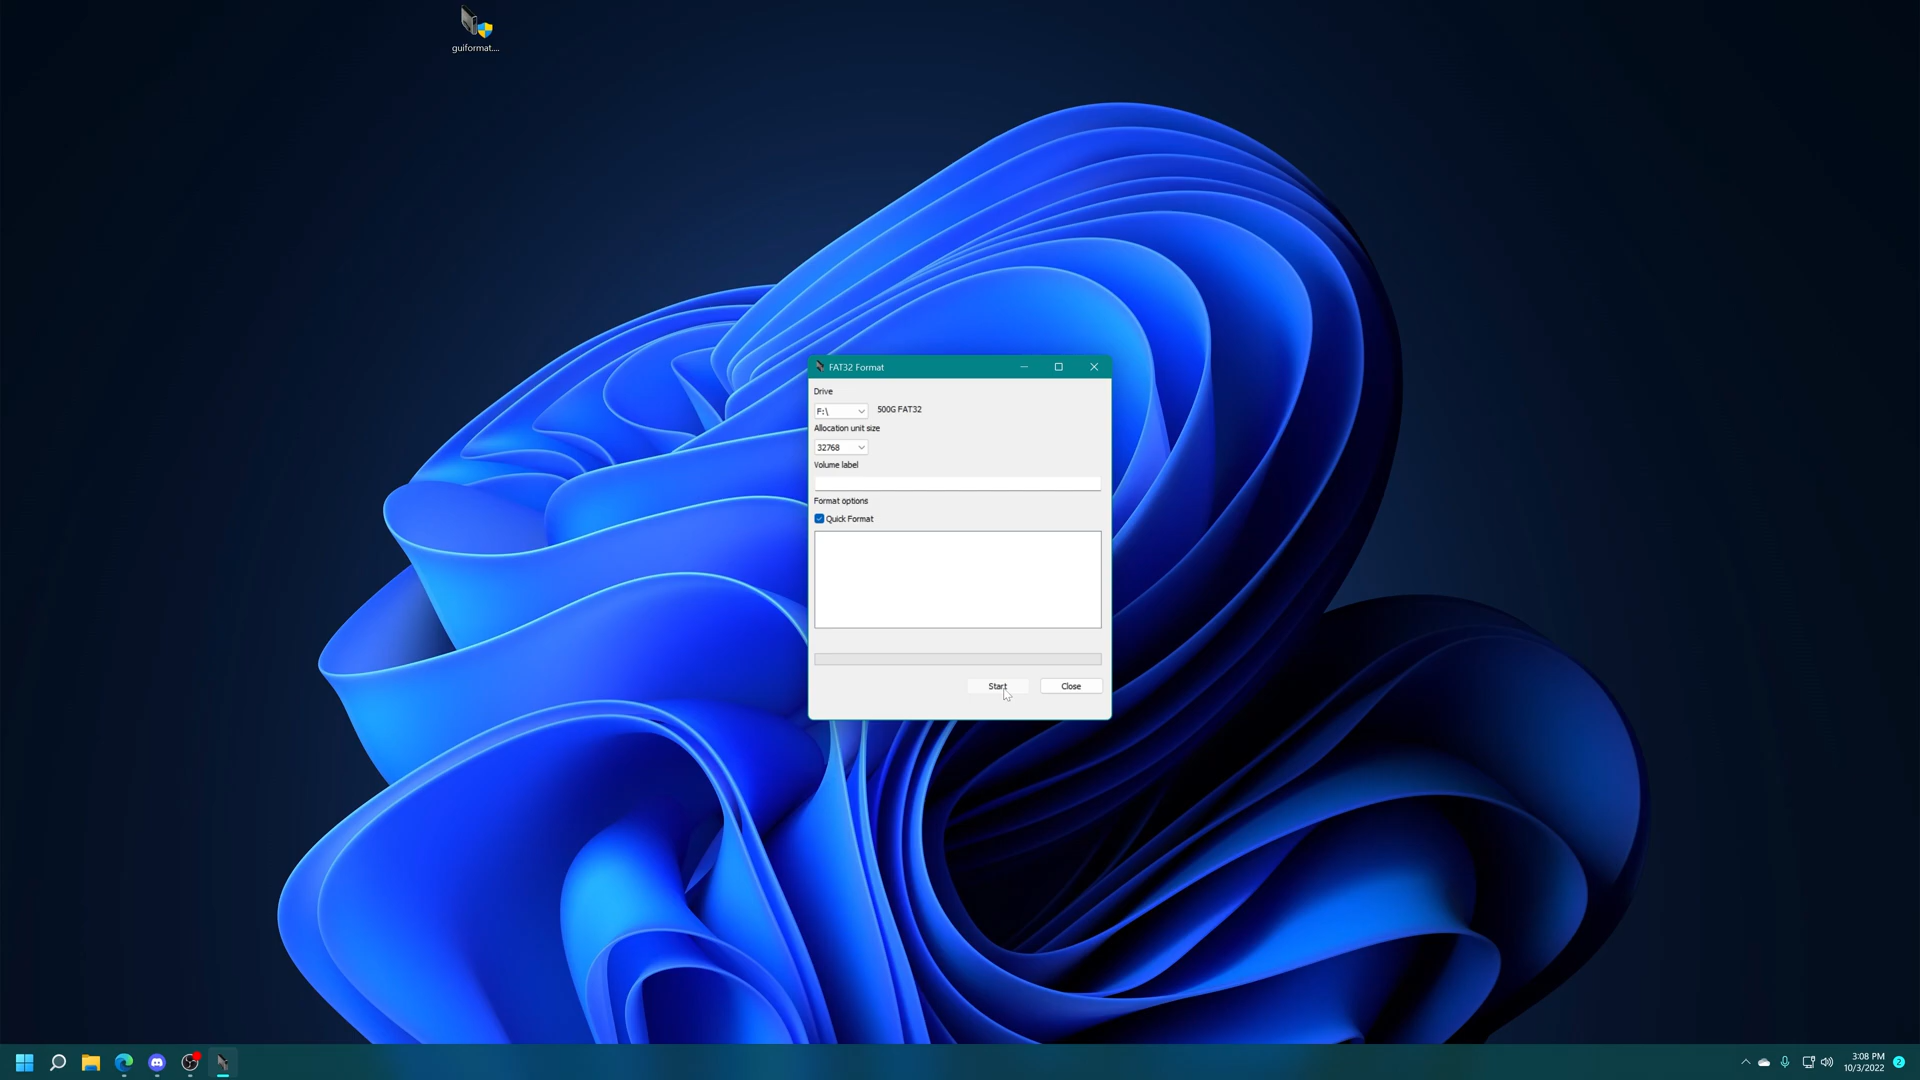 guiformat....
FAT32 Format
Drive
F:\
500G FAT32
Allocation unit size
32768
Volume label
Format options
Quick Format
Start
Close
3:08 PM
10/3/2022
2